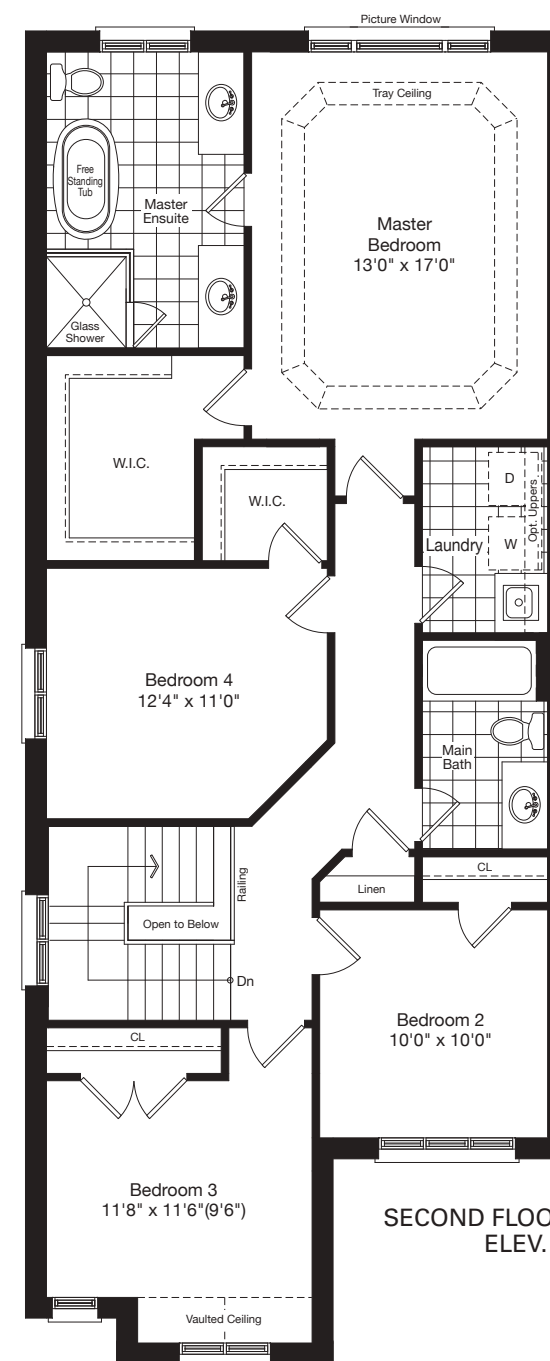 Picture Window
Tray Ceiling
Free
Standing
Tub
Master
Ensuite
Master
Bedroom
13'0" x 17'0"
Glass
Shower
W.I.C.
W.I.C.
D
Opt. Uppers
W
Laundry
Bedroom 4
12'4" x 11'0"
Main
Bath
CL
Linen
Railing
Open to Below
Dn
Bedroom 2
10'0" x 10'0"
CL
Bedroom 3
11'8" x 11'6"(9'6")
SECOND FLOO
ELEV.
Vaulted Ceiling